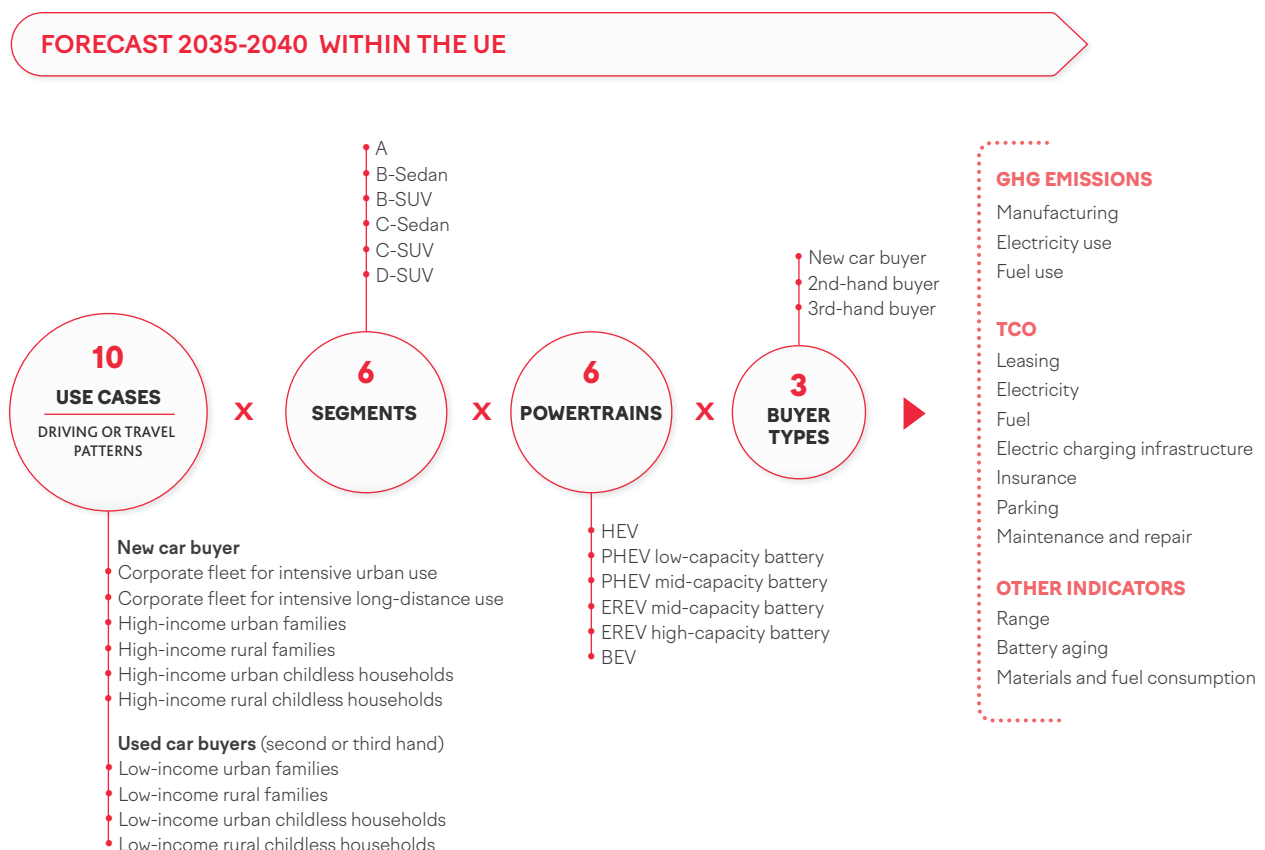 FORECAST 2035-2040 WITHIN THE UE
A
B-Sedan
B-SUV
C-Sedan
C-SUV
D-SUV
New car buyer
2nd-hand buyer
3rd-hand buyer
10
USE CASES
DRIVING OR TRAVEL
PATTERNS
X
6
SEGMENTS
X
6
POWERTRAINS
X
3
BUYER
TYPES
New car buyer
Corporate fleet for intensive urban use
Corporate fleet for intensive long-distance use
High-income urban families
High-income rural families
High-income urban childless households
High-income rural childless households
Used car buyers (second or third hand)
Low-income urban families
Low-income rural families
Low-income urban childless households
Low-income rural childless households
HEV
PHEV low-capacity battery
PHEV mid-capacity battery
EREV mid-capacity battery
EREV high-capacity battery
BEV
GHG EMISSIONS
Manufacturing
Electricity use
Fuel use
TCO
Leasing
Electricity
Fuel
Electric charging infrastructure
Insurance
Parking
Maintenance and repair
OTHER INDICATORS
Range
Battery aging
Materials and fuel consumption